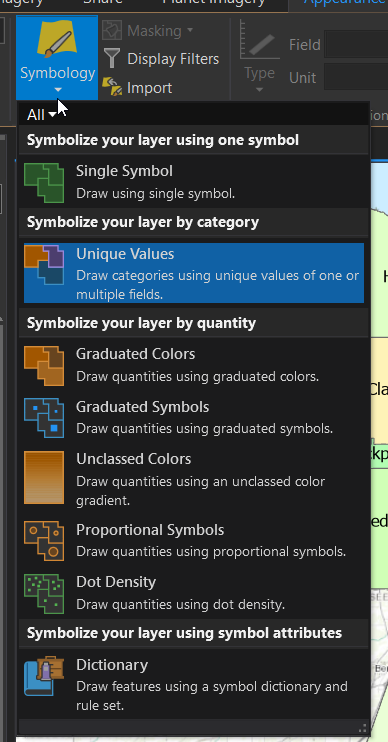 agery
Share
Planet Imagery
Appearance
Symbology
Masking
Display Filters
Import
Type
Field
Unit
All
Symbolize your layer using one symbol
Single Symbol
Draw using single symbol.
Symbolize your layer by category
Unique Values
Draw categories using unique values of one or
multiple fields.
Symbolize your layer by quantity
Graduated Colors
Draw quantities using graduated colors.
Graduated Symbols
Draw quantities using graduated symbols.
Unclassed Colors
Draw quantities using an unclassed color
gradient.
Proportional Symbols
Draw quantities using proportional symbols.
Dot Density
Draw quantities using dot density.
Symbolize your layer using symbol attributes
Dictionary
Draw features using a symbol dictionary and
rule set.
Cla
ckp
ed